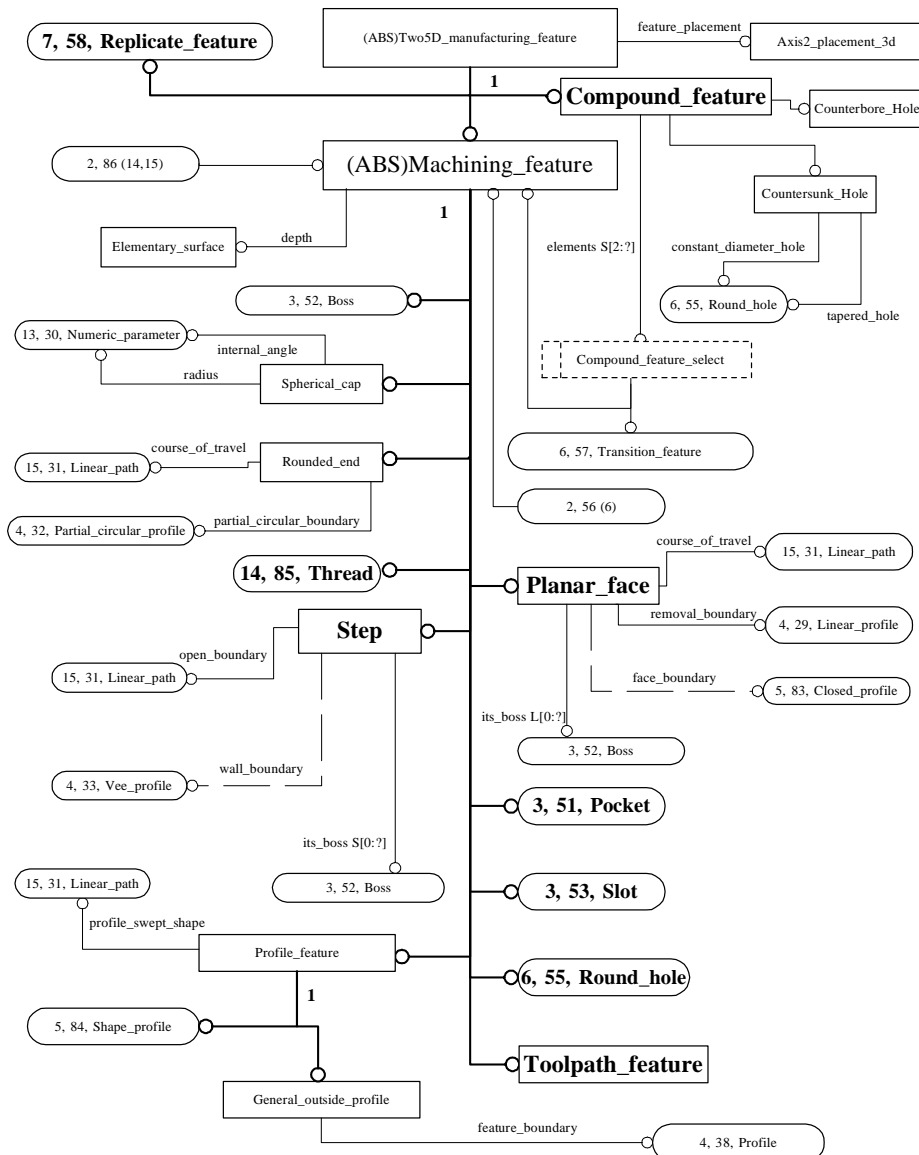 (ABS)Two5D_manufacturing_feature
feature_placement
Axis2_placement_3d
7, 58, Replicate_feature
1
Compound_feature
Counterbore_Hole
2, 86 (14,15)
(ABS)Machining_feature
1
Countersunk_Hole
Elementary_surface
depth
elements S[2:?]
constant_diameter_hole
3, 52, Boss
6, 55, Round_hole
tapered_hole
13, 30, Numeric_parameter
internal_angle
radius
Spherical_cap
Compound_feature_select
course_of_travel
15, 31, Linear_path
Rounded_end
6, 57, Transition_feature
4, 32, Partial_circular_profile
partial_circular_boundary
2, 56 (6)
course_of_travel
15, 31, Linear_path
14, 85, Thread
Planar_face
removal_boundary
4, 29, Linear_profile
Step
open_boundary
15, 31, Linear_path
face_boundary
5, 83, Closed_profile
its_boss L[0:?]
3, 52, Boss
wall_boundary
4, 33, Vee_profile
3, 51, Pocket
its_boss S[0:?]
3, 52, Boss
15, 31, Linear_path
3, 53, Slot
profile_swept_shape
Profile_feature
6, 55, Round_hole
1
5, 84, Shape_profile
Toolpath_feature
General_outside_profile
feature_boundary
4, 38, Profile